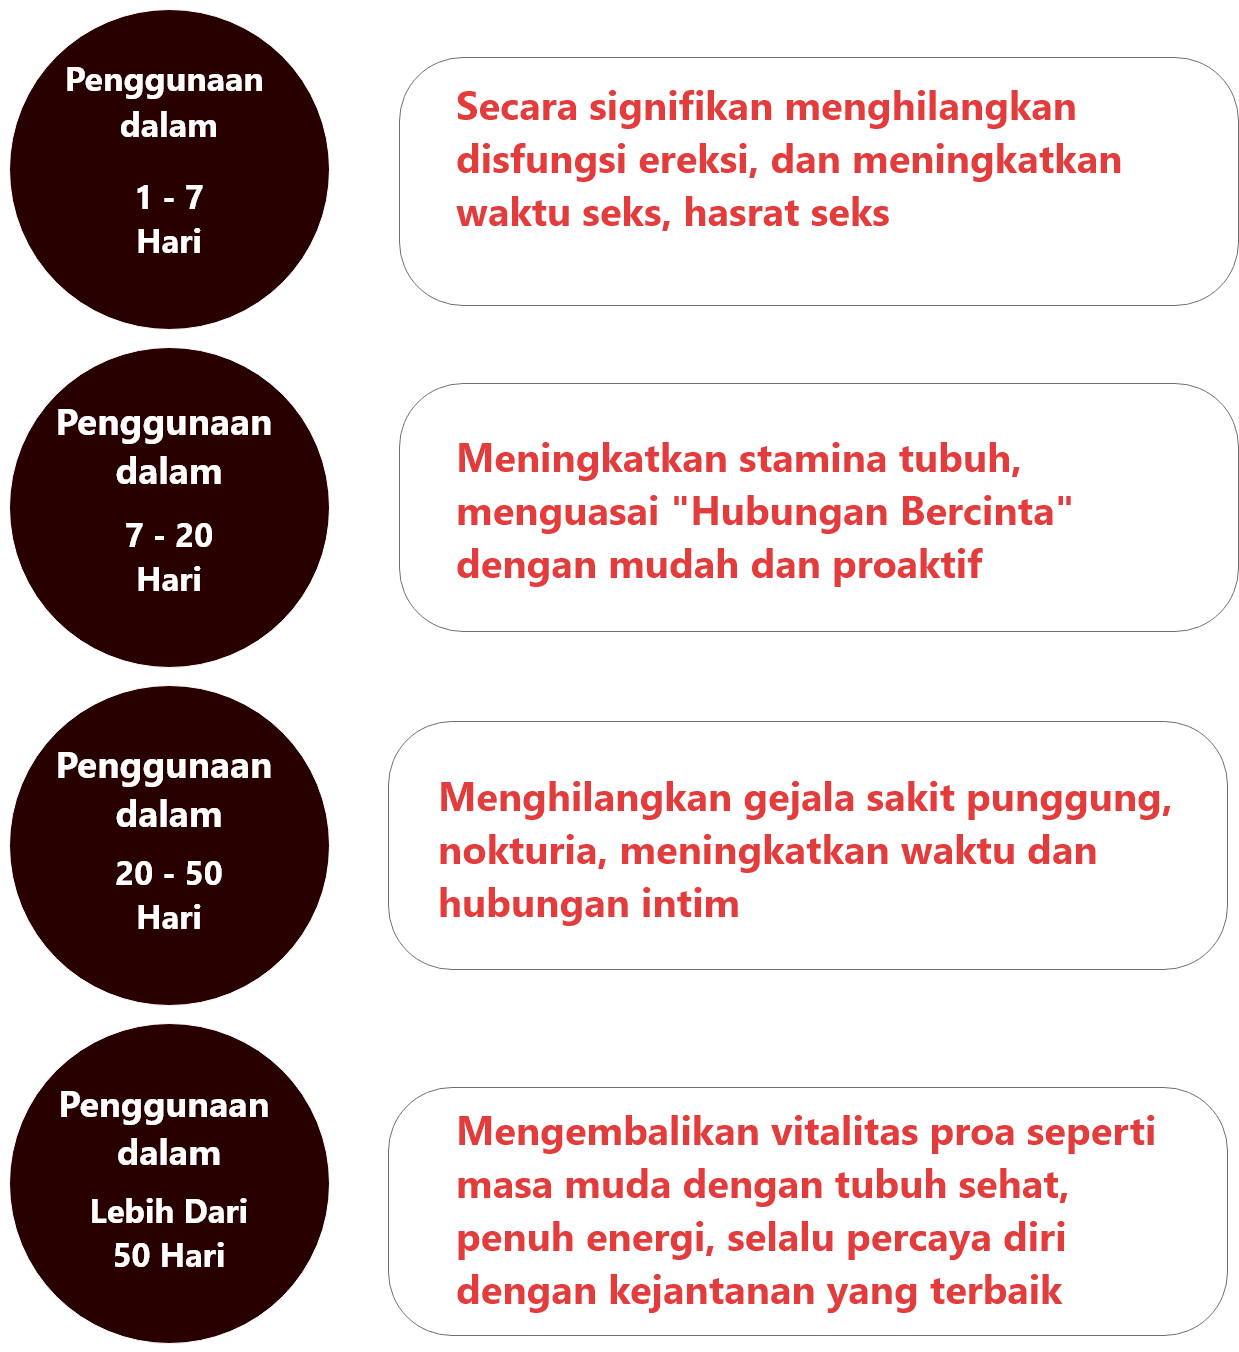 Penggunaan
dalam
1 - 7
Hari
Secara signifikan menghilangkan
disfungsi ereksi, dan meningkatkan
waktu seks, hasrat seks
Penggunaan
dalam
7 - 20
Hari
Meningkatkan stamina tubuh,
menguasai "Hubungan Bercinta"
dengan mudah dan proaktif
Penggunaan
dalam
20 - 50
Hari
Menghilangkan gejala sakit punggung,
nokturia, meningkatkan waktu dan
hubungan intim
Penggunaan
dalam
Lebih Dari
50 Hari
Mengembalikan vitalitas proa seperti
masa muda dengan tubuh sehat,
penuh energi, selalu percaya diri
dengan kejantanan yang terbaik